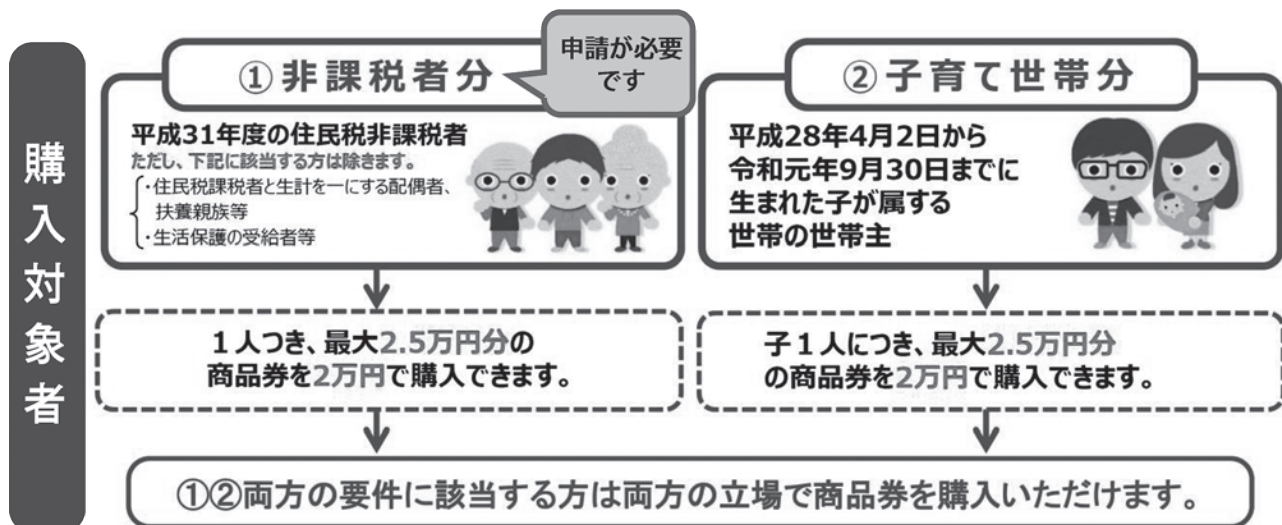 購入対象者
①非課税者分
申請が必要
です
平成31年度の住民税非課税者
ただし、下記に該当する方は除きます。
・住民税課税者と生計を一にする配偶者、
扶養親族等
・生活保護の受給者等
1人つき、最大2.5万円分の
商品券を2万円で購入できます。
②子育て世帯分
平成28年4月2日から
令和元年9月30日までに
生まれた子が属する
世帯の世帯主
子1人につき、最大2.5万円分
の商品券を2万円で購入できます。
①②両方の要件に該当する方は両方の立場で商品券を購入いただけます。